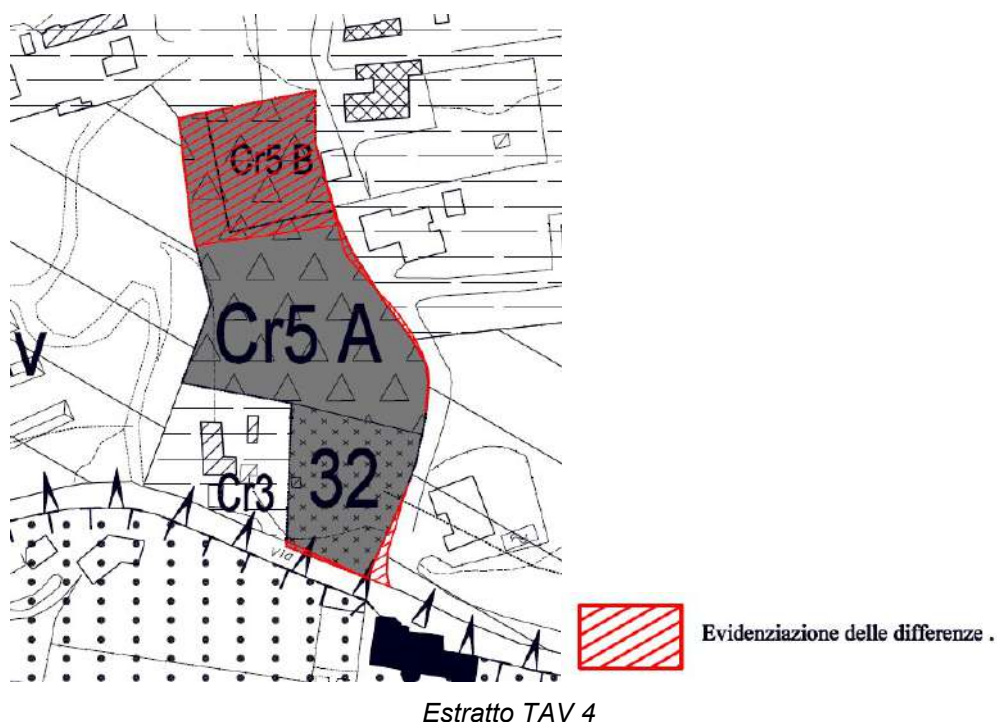 Cr5 B
Cr5 A
V
32
Cr3
Via
Evidenziazione delle differenze .
Estratto TAV 4